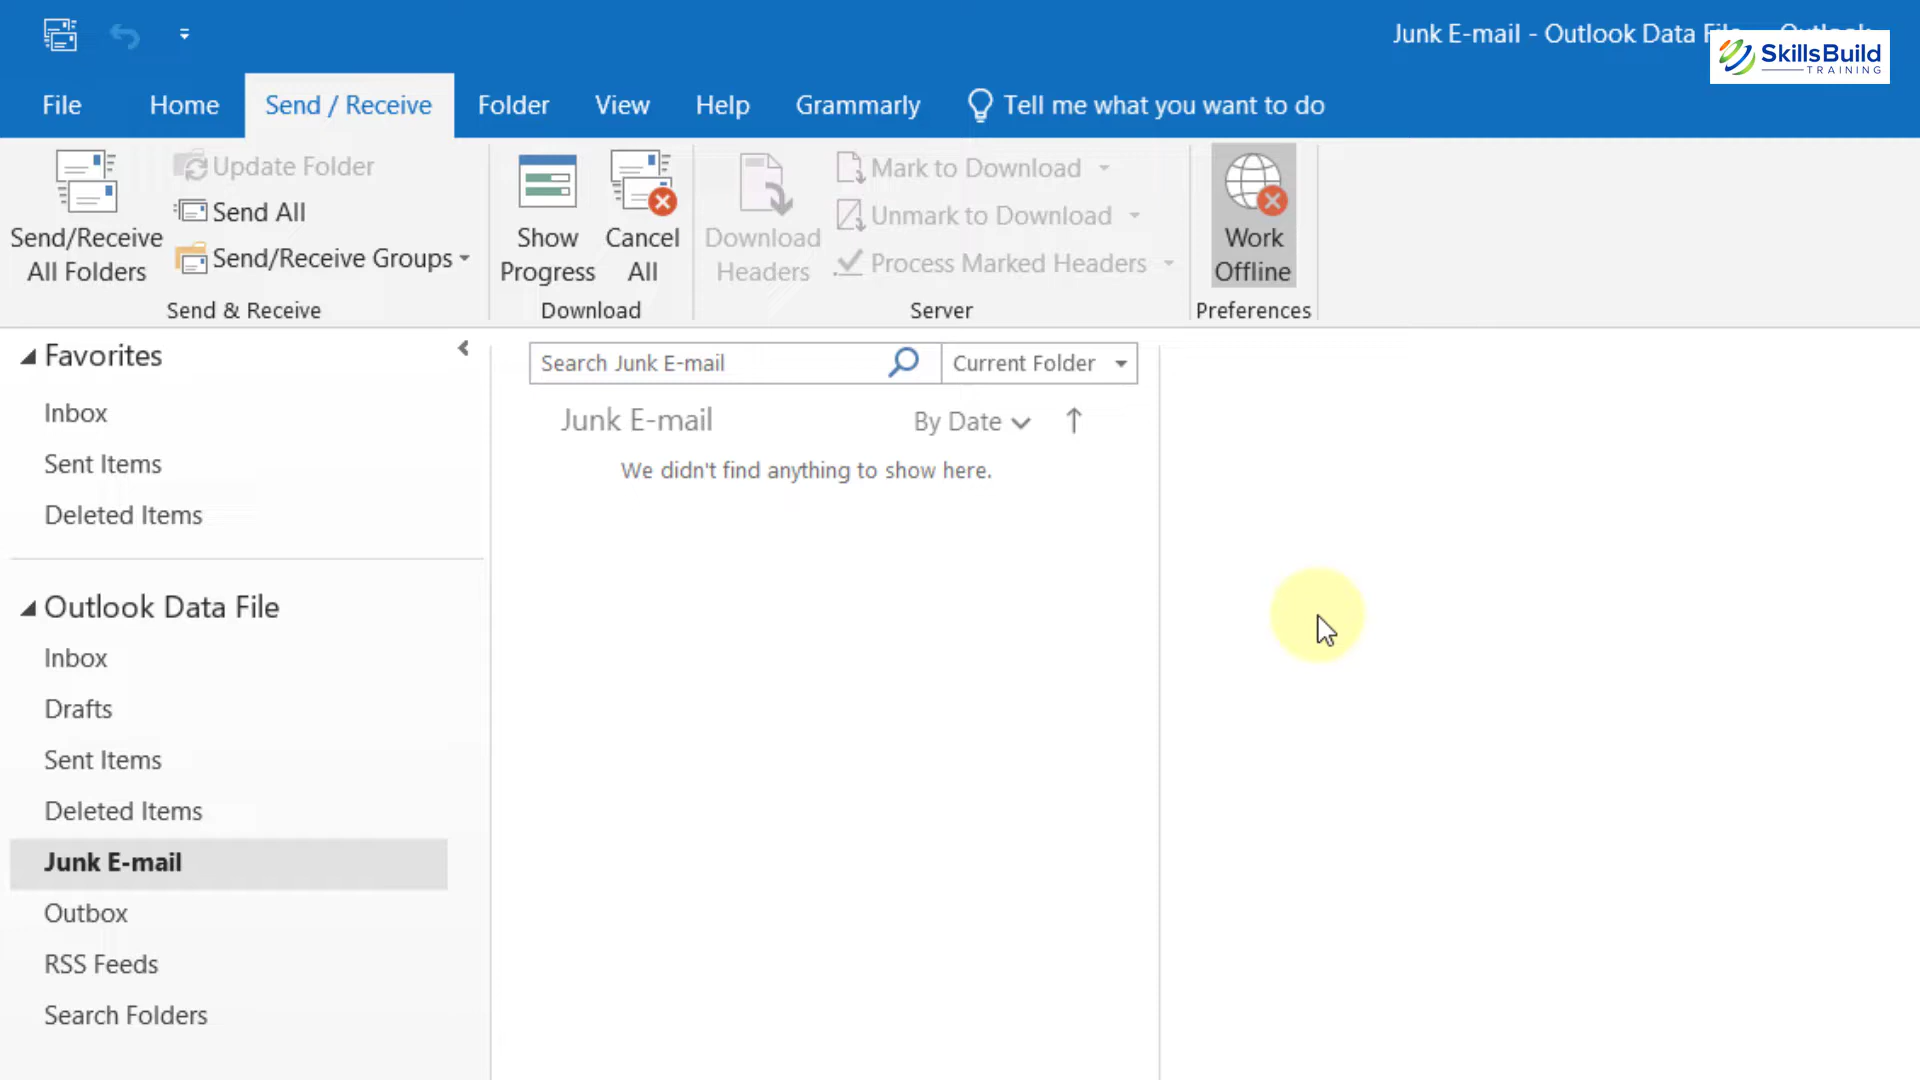 Junk E-mail - Outlook Data
SkillsBuild
TRAINING
File Home Send / Receive Folder View Help Grammarly Tell me what you want to do
Send/Receive
All Folders
Update Folder
Send All
Send/Receive Groups
Send & Receive
Show
Progress
Cancel
All
Download
Download
Headers
Mark to Download
Unmark to Download
Process Marked Headers
Server
Work
Offline
Preferences
Favorites
Inbox
Sent Items
Deleted Items
Outlook Data File
Inbox
Drafts
Sent Items
Deleted Items
Junk E-mail
Outbox
RSS Feeds
Search Folders
Search Junk E-mail
Current Folder
Junk E-mail
By Date
We didn't find anything to show here.